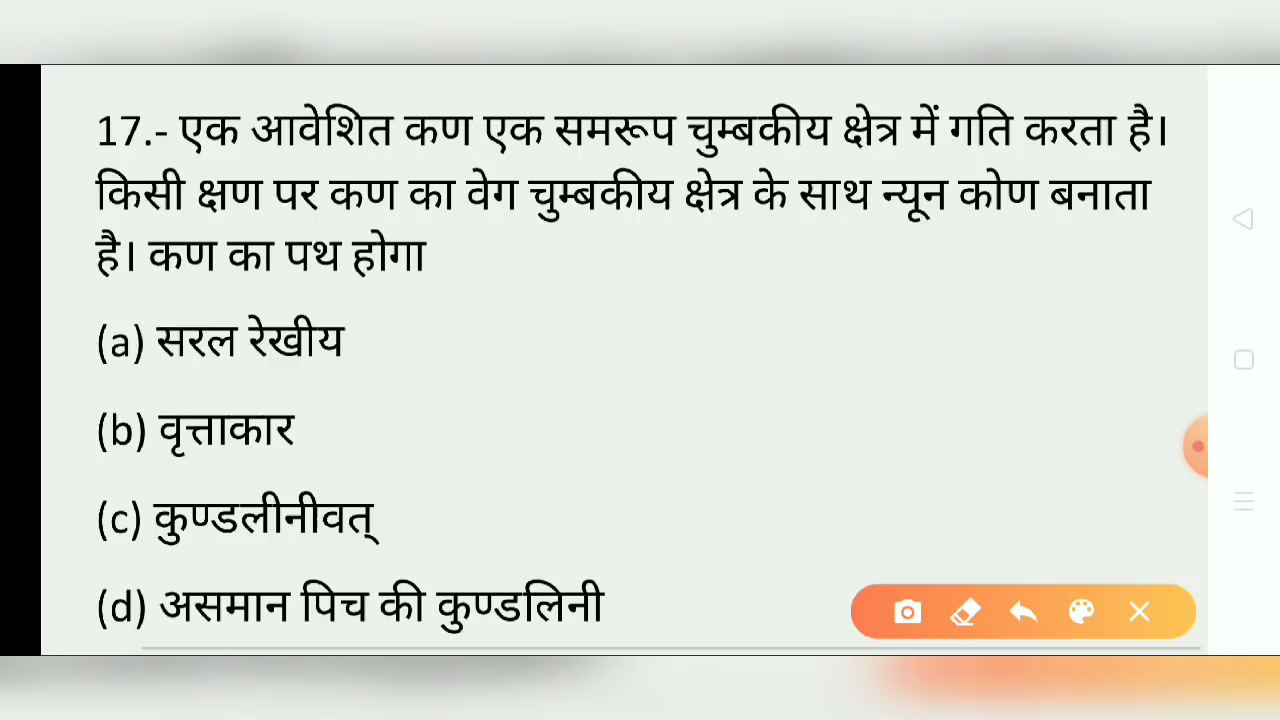 17.- एक आवेशित कण एक समरूप चुम्बकीय क्षेत्र में गति करता है।
किसी क्षण पर कण का वेग चुम्बकीय क्षेत्र के साथ न्यून कोण बनाता
है। कण का पथ होगा
(a) सरल रेखीय
(b) वृत्ताकार
(c) कुण्डलीनीवत्
(d) असमान पिच की कुण्डलिनी